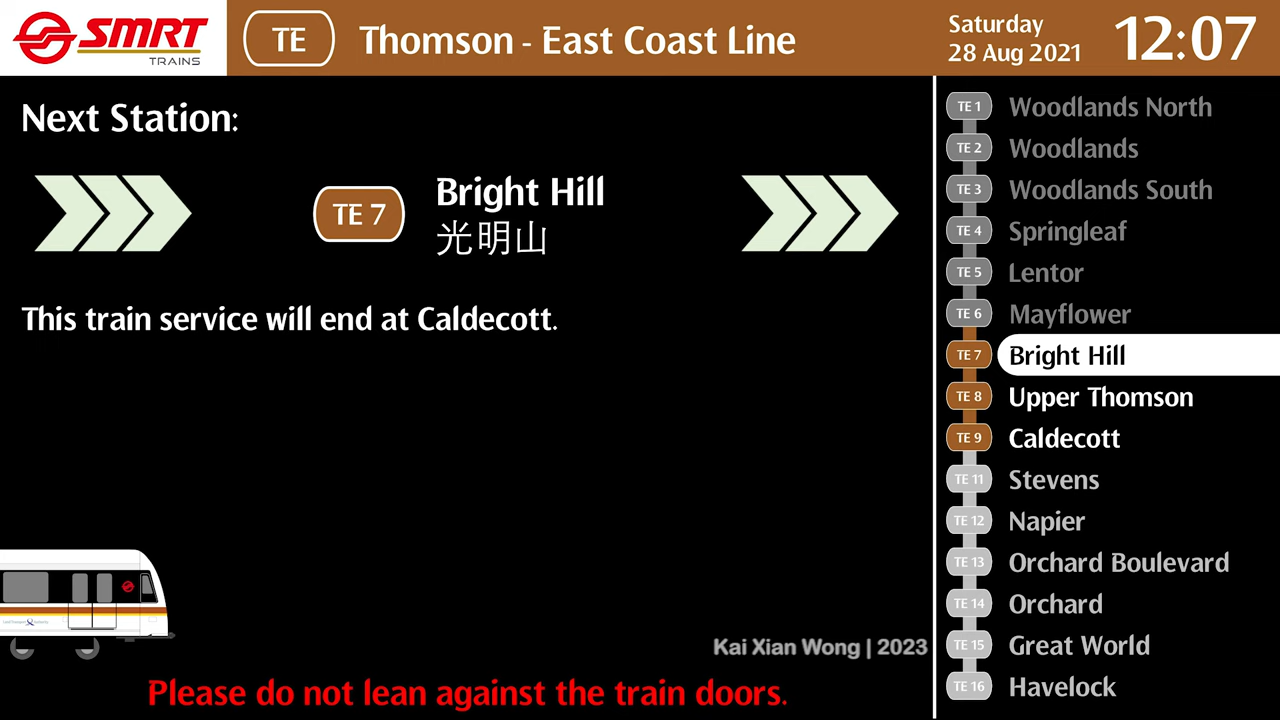 SMRT
TRAINS
TE
Thomson - East Coast Line
Saturday
28 Aug 2021
12:07
Next Station:
TE 7
Bright Hill
光明山
This train service will end at Caldecott.
TE 1 Woodlands North
TE 2 Woodlands
TE 3 Woodlands South
TE 4 Springleaf
TE 5 Lentor
TE 6 Mayflower
TE 7 Bright Hill
TE 8 Upper Thomson
TE 9 Caldecott
TE 11 Stevens
TE 12 Napier
TE 13 Orchard Boulevard
TE 14 Orchard
TE 15 Great World
TE 16 Havelock
Kai Xian Wong | 2023
Please do not lean against the train doors.